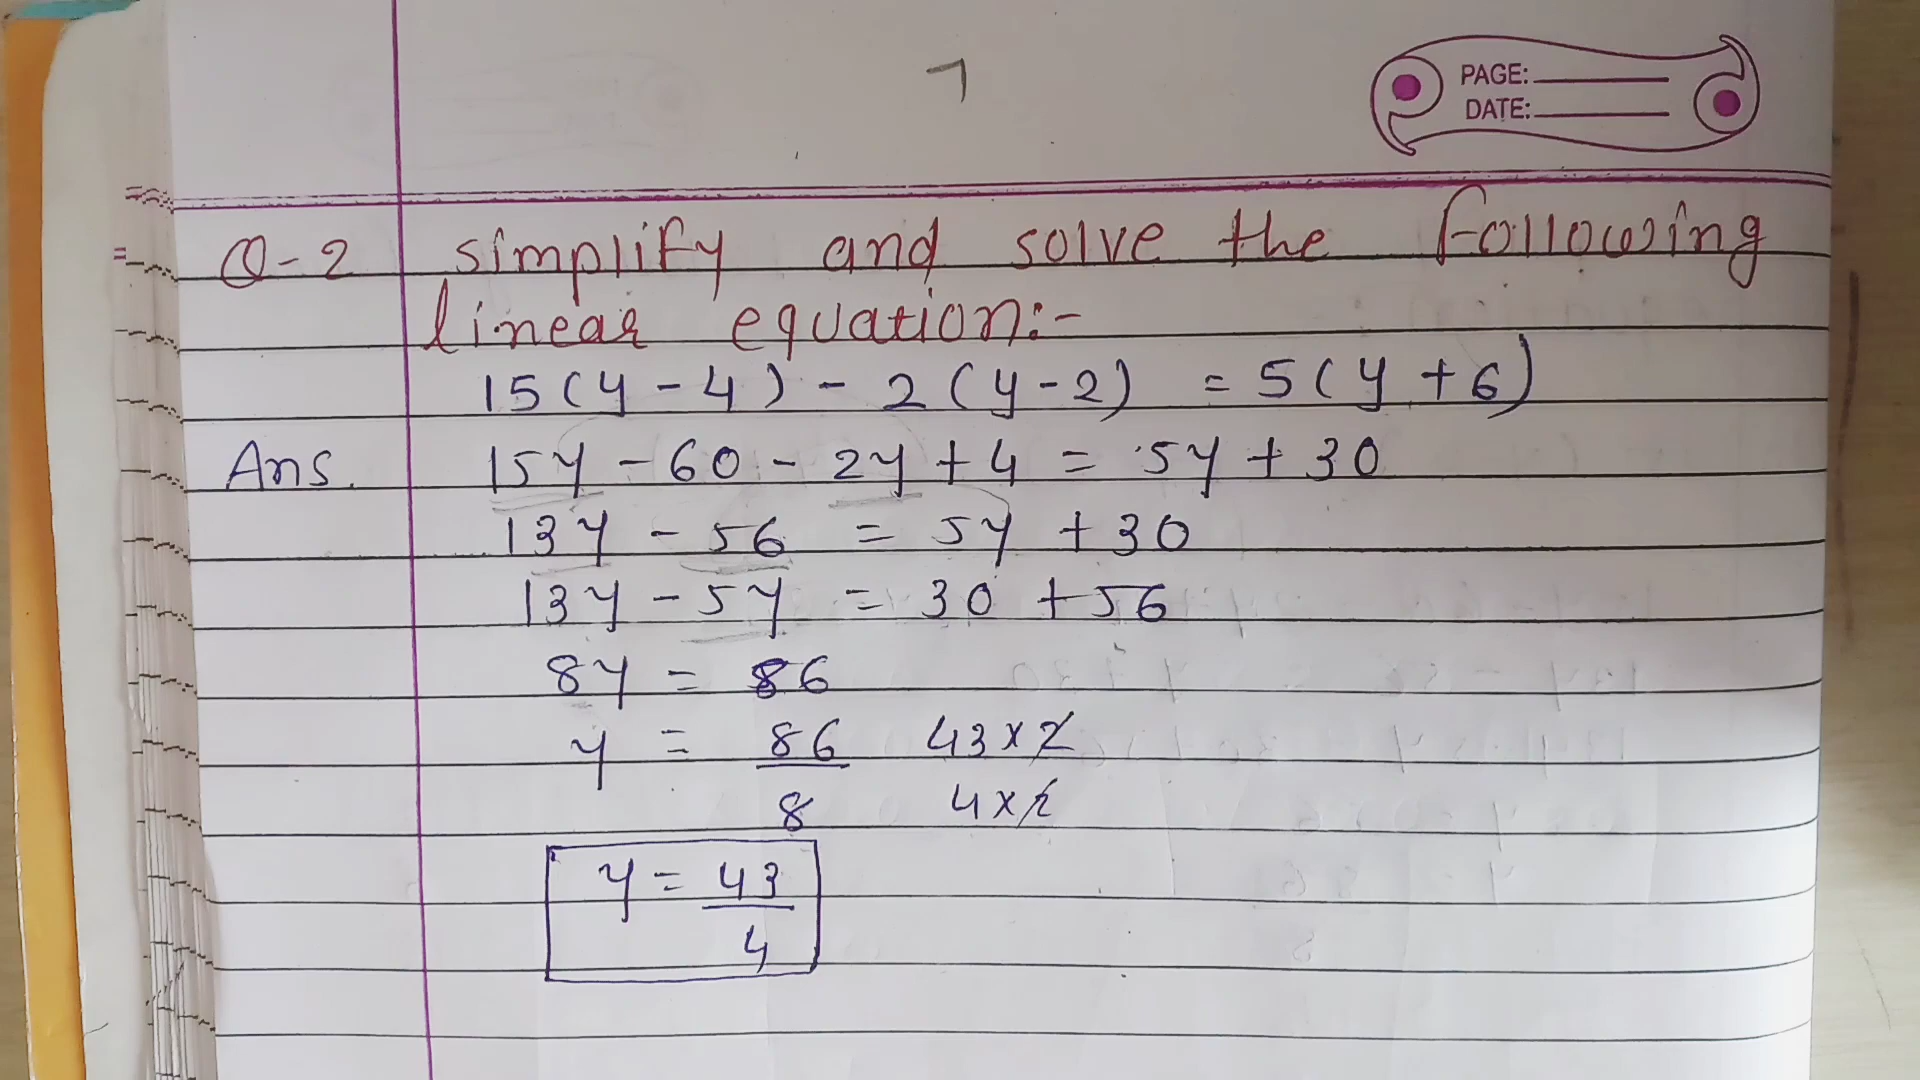 7
PAGE:
DATE:
Q-2 simplify and solve the following
linear equation:-
15(y-4) - 2(y-2) = 5(y+6)
Ans. 15y - 60 - 2y + 4 = 5y + 30
13y - 56 = 5y + 30
13y - 5y = 30 + 56
8y = 86
y = 86 43×2
8 4×2
y = 43
4